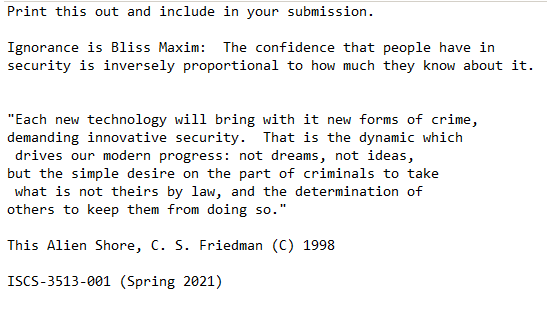 Print this out and include in your submission.
Ignorance is Bliss Maxim:  The confidence that people have in
security is inversely proportional to how much they know about it.
"Each new technology will bring with it new forms of crime,
demanding innovative security.  That is the dynamic which
 drives our modern progress: not dreams, not ideas,
but the simple desire on the part of criminals to take
 what is not theirs by law, and the determination of
others to keep them from doing so."
This Alien Shore, C. S. Friedman (C) 1998
ISCS-3513-001 (Spring 2021)